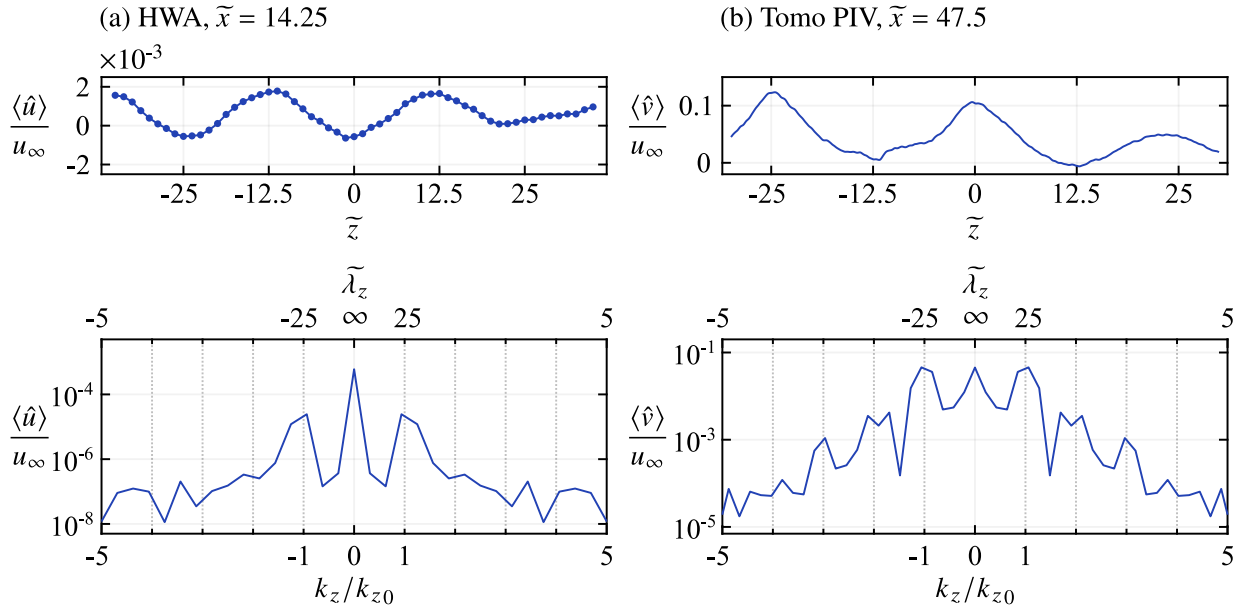 (a) HWA, x̃ = 14.25
(b) Tomo PIV, x̃ = 47.5
×10⁻³
2
0
-2
⟨û⟩
u∞
-25
-12.5
0
12.5
25
z̃
0.1
0
⟨v̂⟩
u∞
-25
-12.5
0
12.5
25
z̃
λ̃z
-5
-25
∞
25
5
10⁻⁴
10⁻⁶
10⁻⁸
⟨û⟩
u∞
-5
-1
0
1
5
kz/kz0
λ̃z
-5
-25
∞
25
5
10⁻¹
10⁻³
10⁻⁵
⟨v̂⟩
u∞
-5
-1
0
1
5
kz/kz0